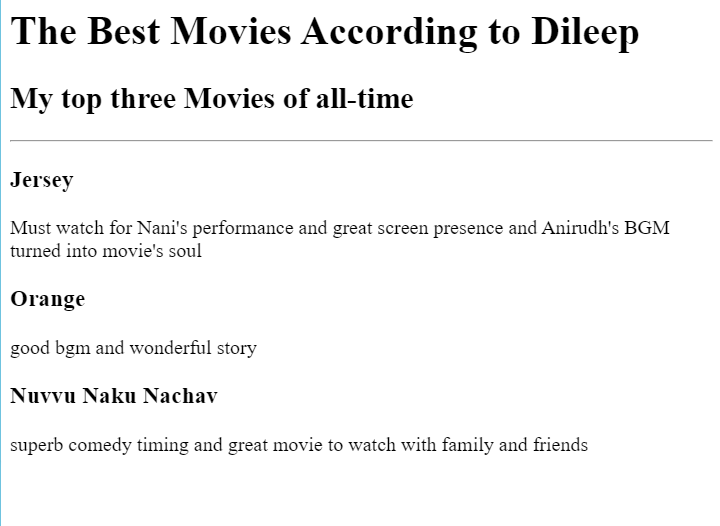 The Best Movies According to Dileep
My top three Movies of all-time
Jersey
Must watch for Nani's performance and great screen presence and Anirudh's BGM
turned into movie's soul
Orange
good bgm and wonderful story
Nuvvu Naku Nachav
superb comedy timing and great movie to watch with family and friends